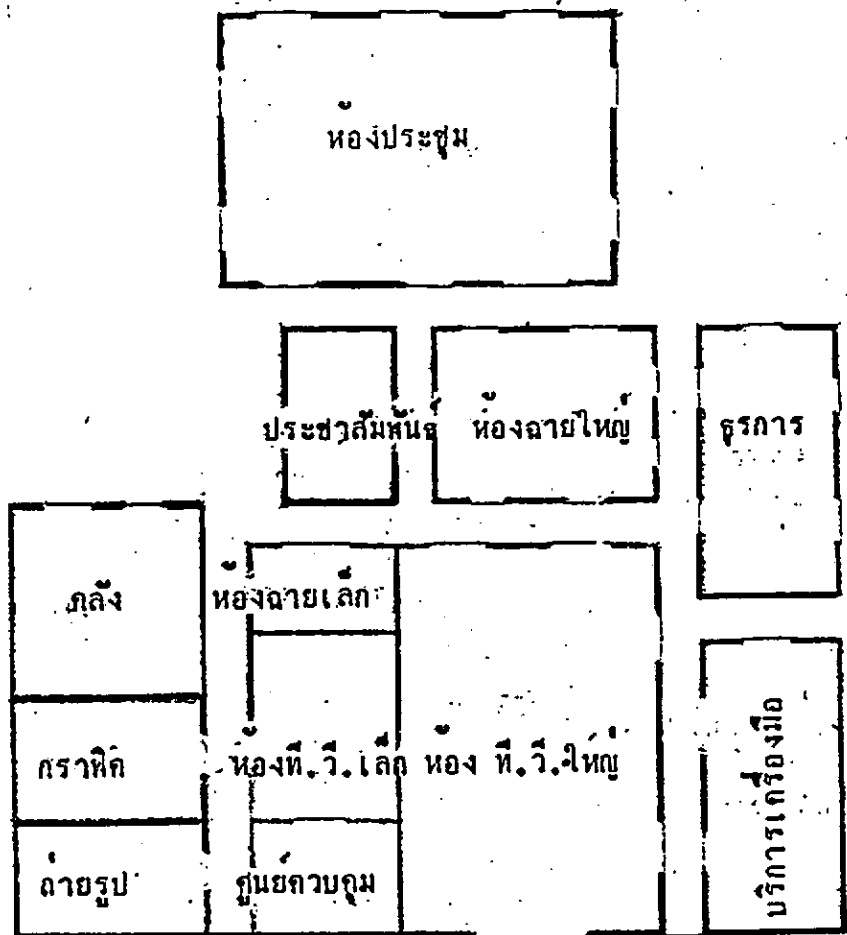 ห้องประชุม
ประชาสัมพันธ์ ห้องฉายใหญ่ ธุรการ
คลัง ห้องฉายเล็ก
กราฟิค ห้องที.วี.เล็ก ห้อง ที.วี.ใหญ่
บริการเครื่องมือ
ถ่ายรูป ศูนย์ควบคุม